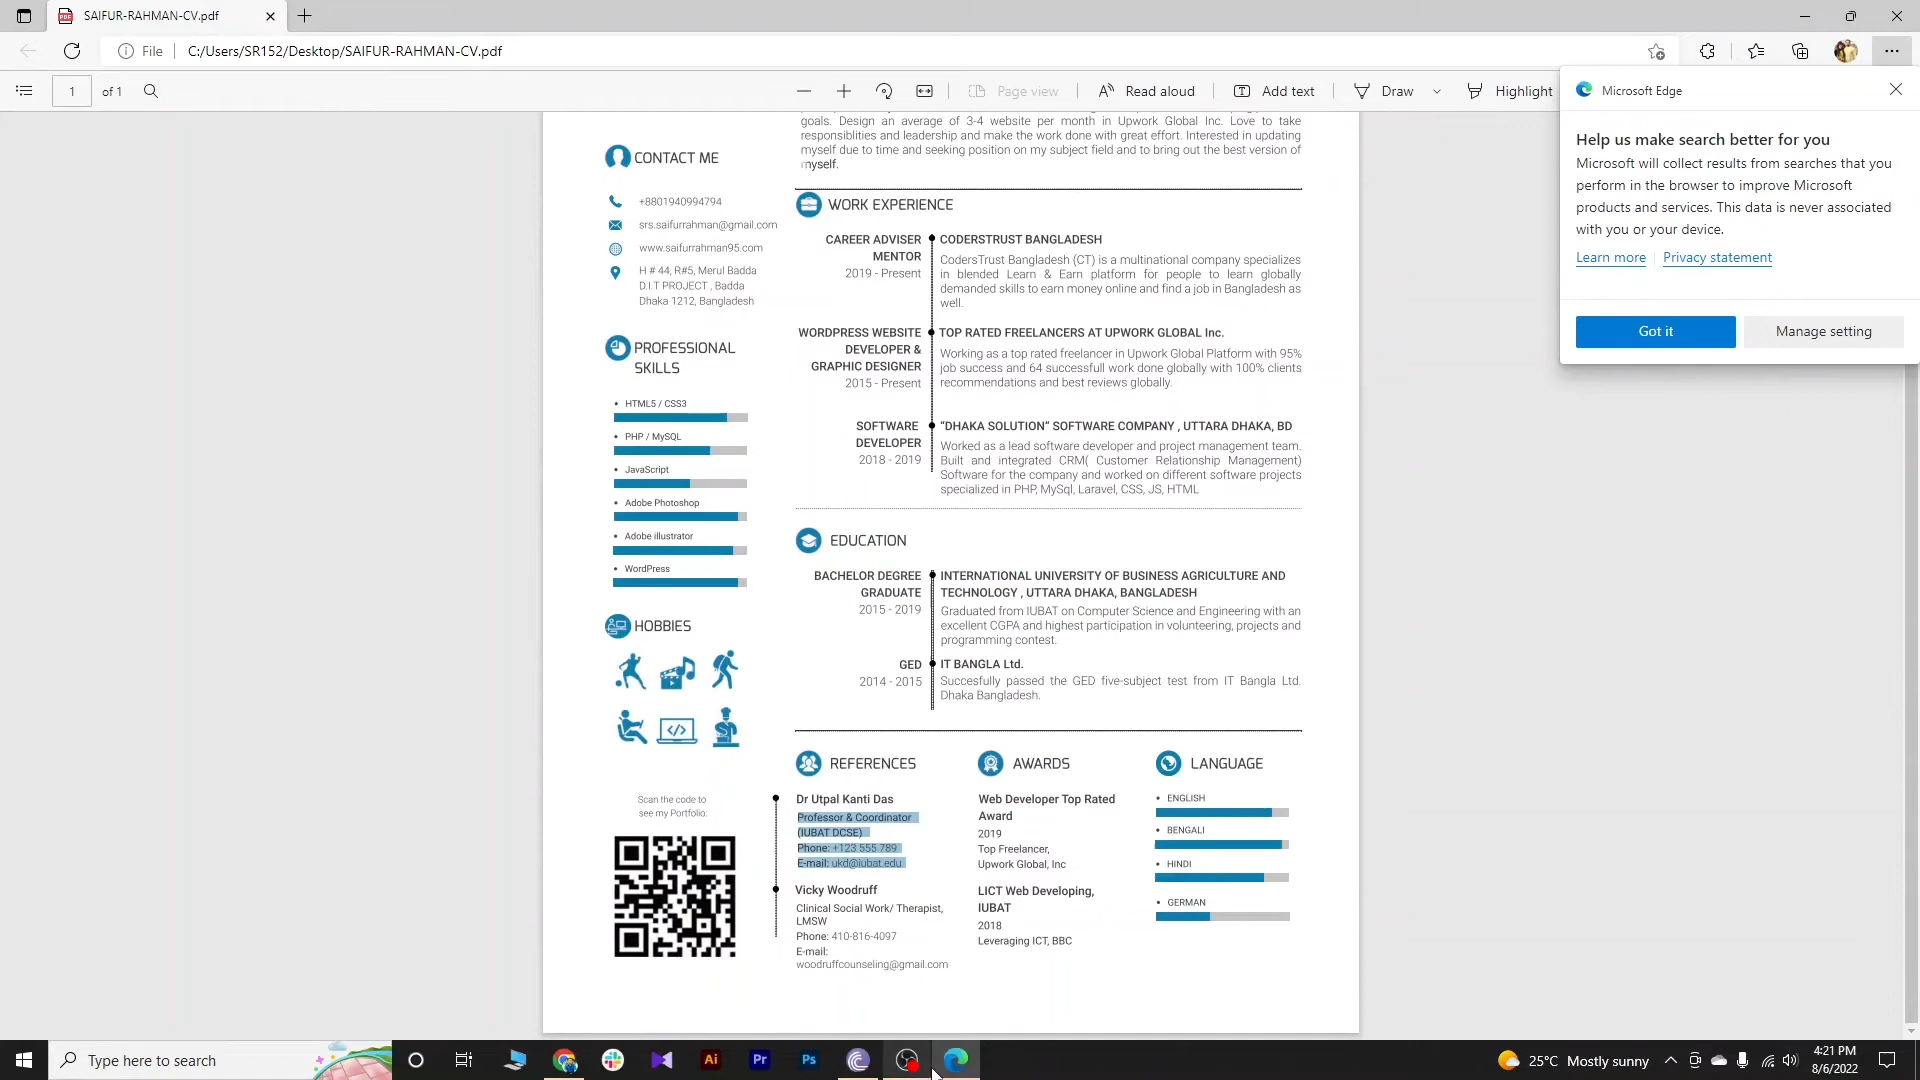 SAIFUR-RAHMAN-CV.pdf
File
C:/Users/SR152/Desktop/SAIFUR-RAHMAN-CV.pdf
1 of 1
Page view
Read aloud
Add text
Draw
Highlight
Microsoft Edge
Help us make search better for you
Microsoft will collect results from searches that you
perform in the browser to improve Microsoft
products and services. This data is never associated
with you or your device.
Learn more Privacy statement
Got it
Manage setting
CONTACT ME
+8801940994794
srs.saifurrahman@gmail.com
www.saifurrahman95.com
H # 44, R#5, Merul Badda
D.I.T PROJECT , Badda
Dhaka 1212, Bangladesh
PROFESSIONAL
SKILLS
• HTML5 / CSS3
• PHP / MySQL
• JavaScript
• Adobe Photoshop
• Adobe illustrator
• WordPress
HOBBIES
Scan the code to
see my Portfolio:
goals. Design an average of 3-4 website per month in Upwork Global Inc. Love to take
responsiblities and leadership and make the work done with great effort. Interested in updating
myself due to time and seeking position on my subject field and to bring out the best version of
myself.
WORK EXPERIENCE
CAREER ADVISER
MENTOR
2019 - Present
CODERSTRUST BANGLADESH
CodersTrust Bangladesh (CT) is a multinational company specializes
in blended Learn & Earn platform for people to learn globally
demanded skills to earn money online and find a job in Bangladesh as
well.
WORDPRESS WEBSITE
DEVELOPER &
GRAPHIC DESIGNER
2015 - Present
TOP RATED FREELANCERS AT UPWORK GLOBAL Inc.
Working as a top rated freelancer in Upwork Global Platform with 95%
job success and 64 successfull work done globally with 100% clients
recommendations and best reviews globally.
SOFTWARE
DEVELOPER
2018 - 2019
“DHAKA SOLUTION” SOFTWARE COMPANY , UTTARA DHAKA, BD
Worked as a lead software developer and project management team.
Built and integrated CRM( Customer Relationship Management)
Software for the company and worked on different software projects
specialized in PHP, MySql, Laravel, CSS, JS, HTML
EDUCATION
BACHELOR DEGREE
GRADUATE
2015 - 2019
INTERNATIONAL UNIVERSITY OF BUSINESS AGRICULTURE AND
TECHNOLOGY , UTTARA DHAKA, BANGLADESH
Graduated from IUBAT on Computer Science and Engineering with an
excellent CGPA and highest participation in volunteering, projects and
programming contest.
GED
2014 - 2015
IT BANGLA Ltd.
Succesfully passed the GED five-subject test from IT Bangla Ltd.
Dhaka Bangladesh.
REFERENCES
Dr Utpal Kanti Das
Professor & Coordinator
(IUBAT DCSE)
Phone: +123 555 789
E-mail: ukd@iubat.edu
Vicky Woodruff
Clinical Social Work/ Therapist,
LMSW
Phone: 410-816-4097
E-mail:
woodruffcounseling@gmail.com
AWARDS
Web Developer Top Rated
Award
2019
Top Freelancer,
Upwork Global, Inc
LICT Web Developing,
IUBAT
2018
Leveraging ICT, BBC
LANGUAGE
• ENGLISH
• BENGALI
• HINDI
• GERMAN
Type here to search
Ai
Pr
Ps
25°C Mostly sunny
4:21 PM
8/6/2022